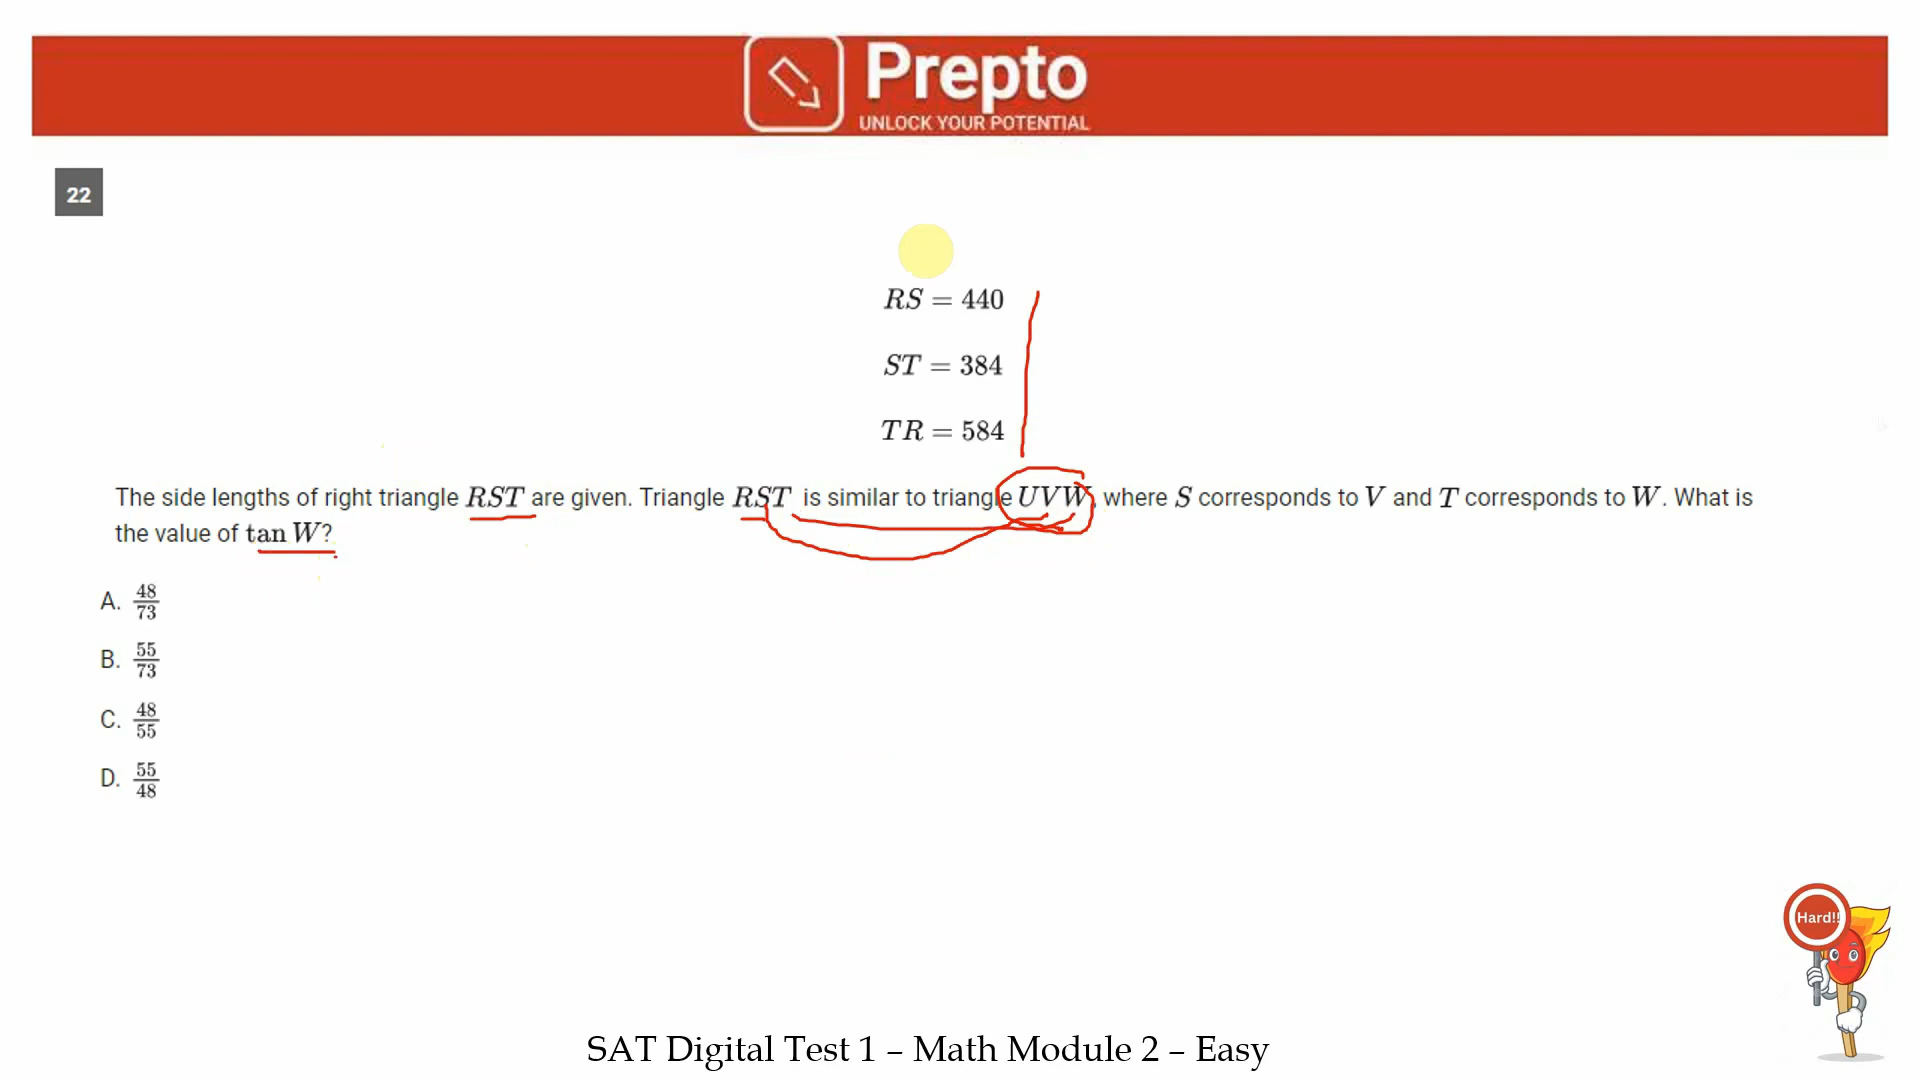 Prepto
UNLOCK YOUR POTENTIAL
22
RS = 440
ST = 384
TR = 584
The side lengths of right triangle RST are given. Triangle RST is similar to triangle UVW, where S corresponds to V and T corresponds to W. What is
the value of tan W?
A. 48/73
B. 55/73
C. 48/55
D. 55/48
Hard!!
SAT Digital Test 1 – Math Module 2 – Easy